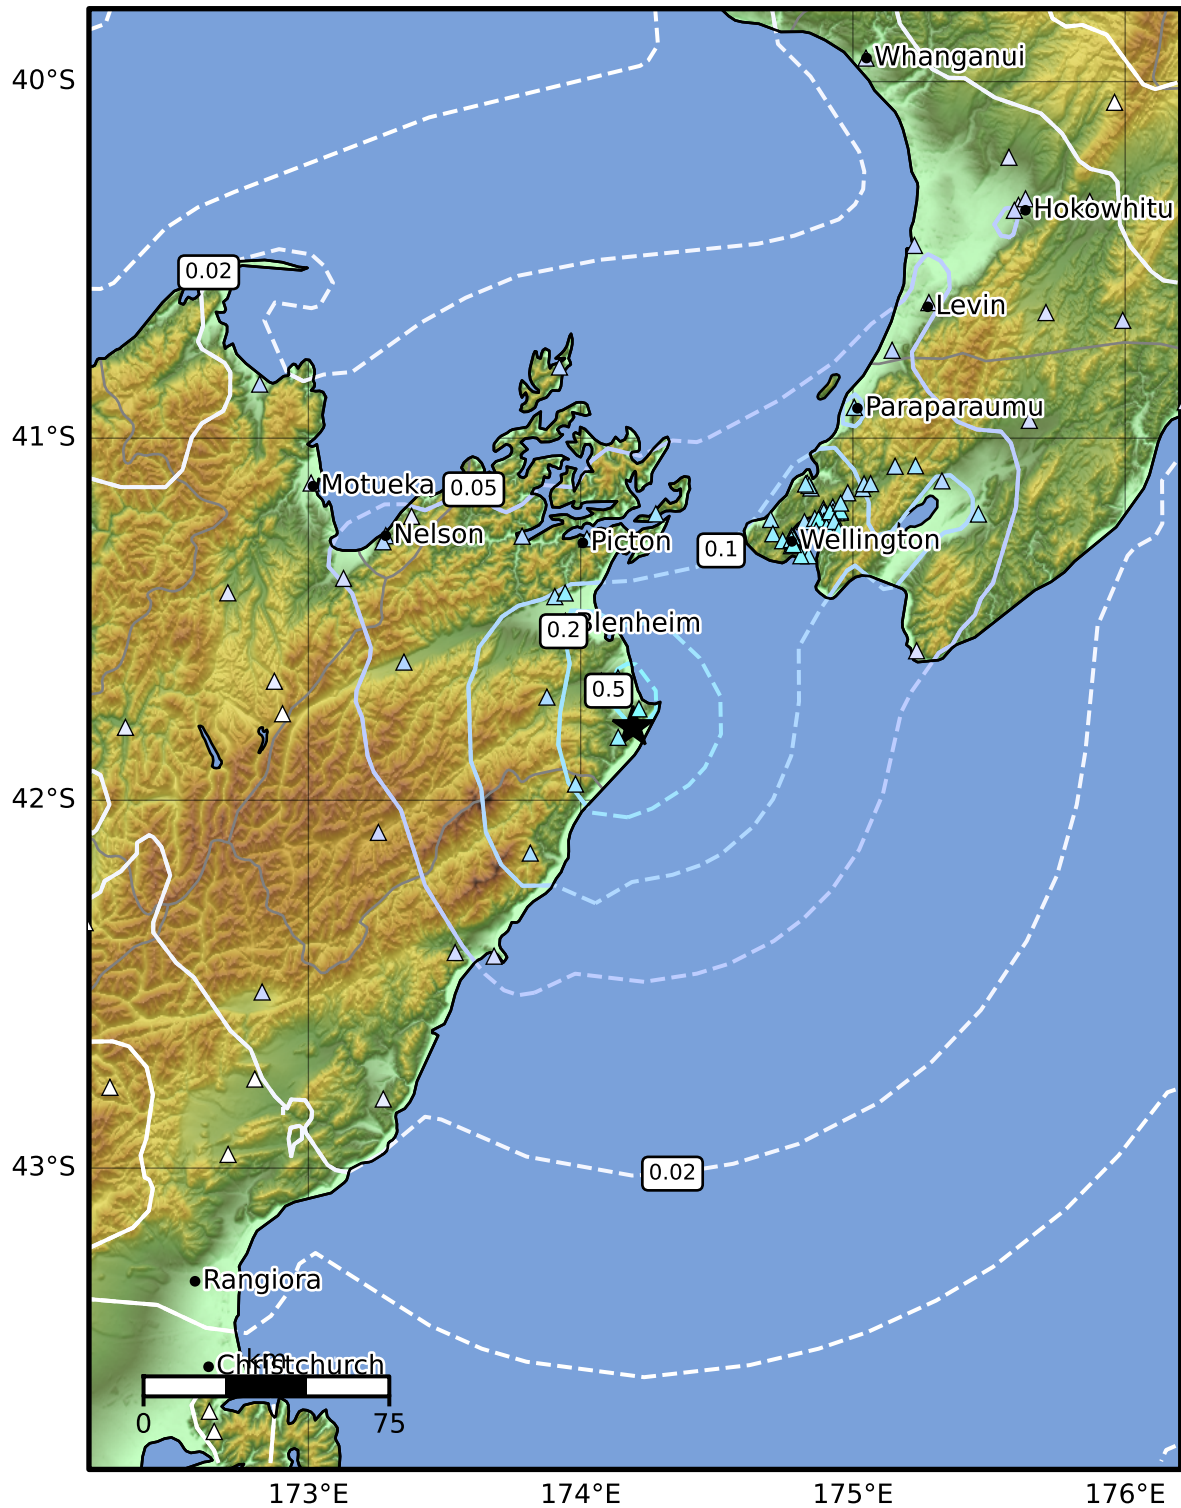 40°S
Whanganui
Hokowhitu
0.02
Levin
Paraparaumu
41°S
Motueka
0.05
Nelson
Picton
0.1
Wellington
Blenheim
0.2
0.5
42°S
43°S
0.02
Rangiora
km
Christchurch
0
75
173°E
174°E
175°E
176°E